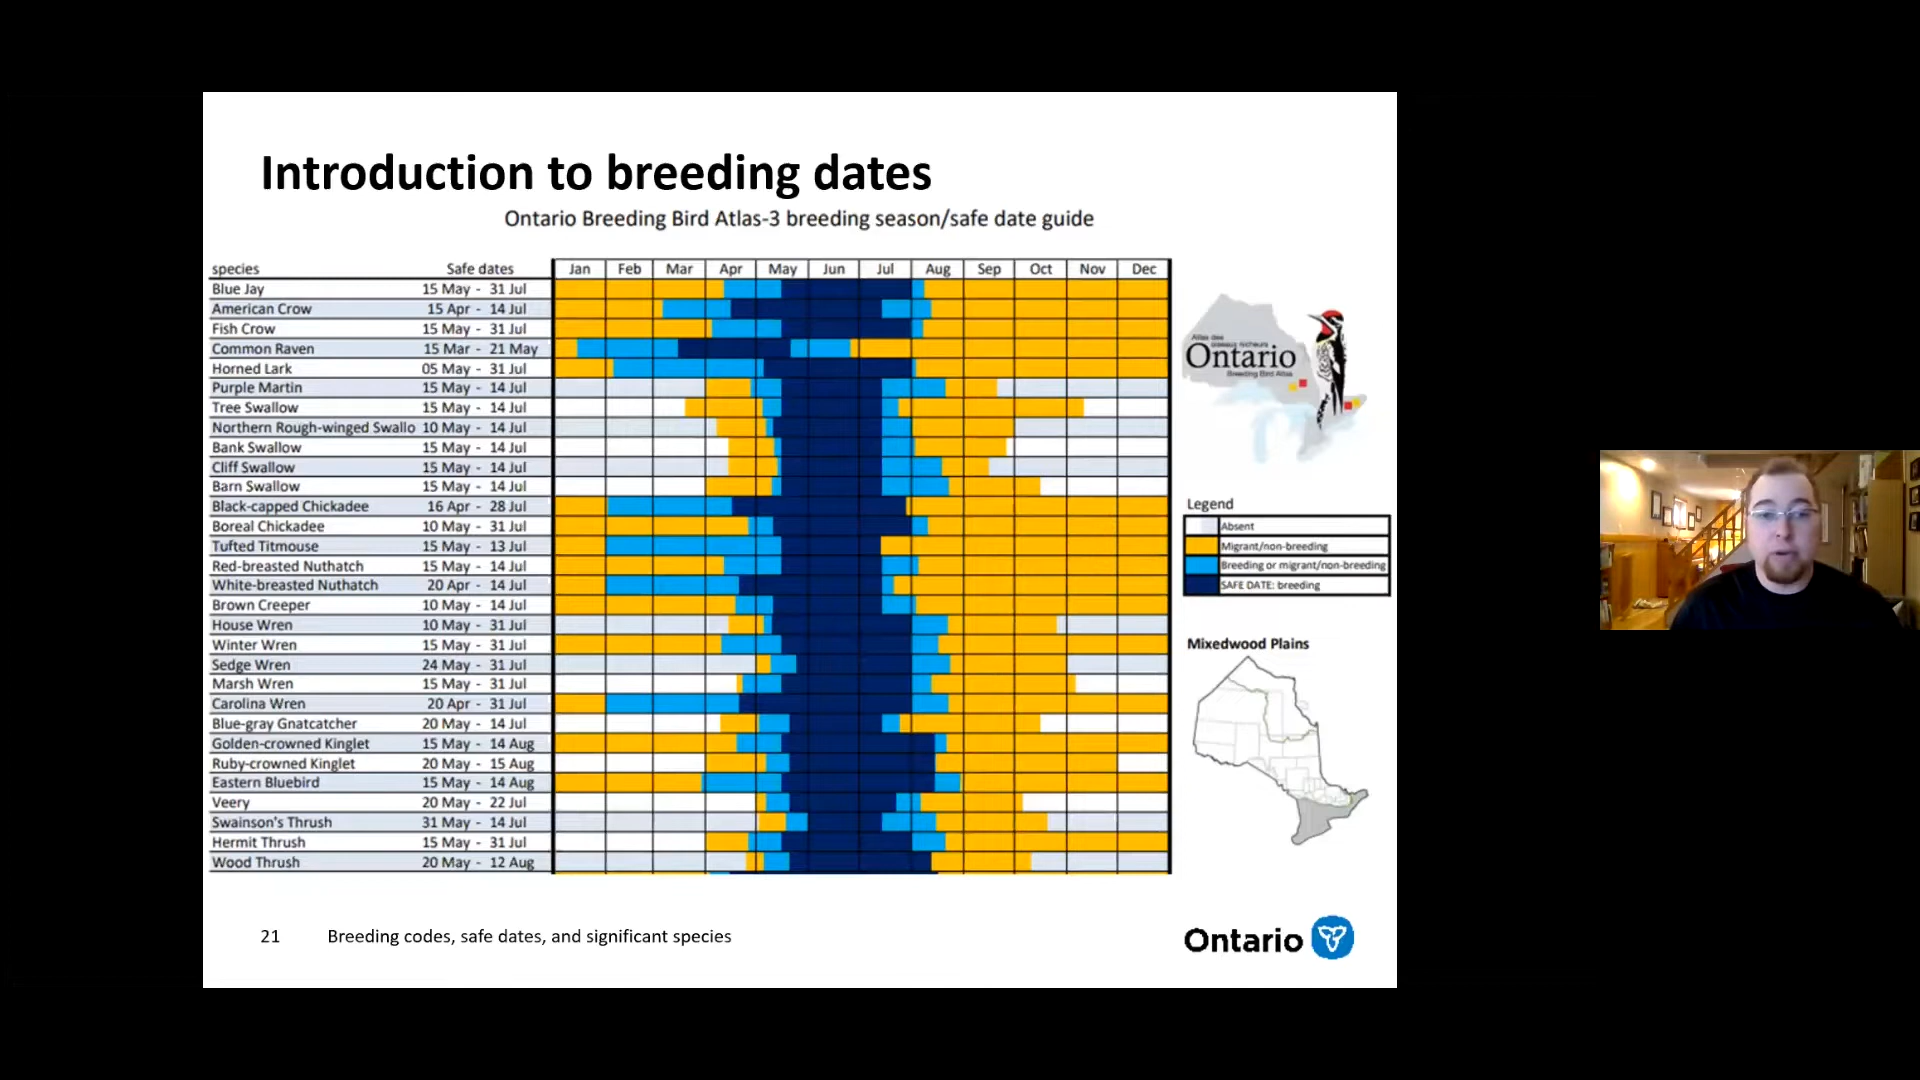 Introduction to breeding dates
Ontario Breeding Bird Atlas-3 breeding season/safe date guide
species Safe dates Jan Feb Mar Apr May Jun Jul Aug Sep Oct Nov Dec
Blue Jay 15 May - 31 Jul
American Crow 15 Apr - 14 Jul
Fish Crow 15 May - 31 Jul
Common Raven 15 Mar - 21 May
Horned Lark 05 May - 31 Jul
Purple Martin 15 May - 14 Jul
Tree Swallow 15 May - 14 Jul
Northern Rough-winged Swallo 10 May - 14 Jul
Bank Swallow 15 May - 14 Jul
Cliff Swallow 15 May - 14 Jul
Barn Swallow 15 May - 14 Jul
Black-capped Chickadee 16 Apr - 28 Jul
Boreal Chickadee 10 May - 31 Jul
Tufted Titmouse 15 May - 13 Jul
Red-breasted Nuthatch 15 May - 14 Jul
White-breasted Nuthatch 20 Apr - 14 Jul
Brown Creeper 10 May - 14 Jul
House Wren 10 May - 31 Jul
Winter Wren 15 May - 31 Jul
Sedge Wren 24 May - 31 Jul
Marsh Wren 15 May - 31 Jul
Carolina Wren 20 Apr - 31 Jul
Blue-gray Gnatcatcher 20 May - 14 Jul
Golden-crowned Kinglet 15 May - 14 Aug
Ruby-crowned Kinglet 20 May - 15 Aug
Eastern Bluebird 15 May - 14 Aug
Veery 20 May - 22 Jul
Swainson's Thrush 31 May - 14 Jul
Hermit Thrush 15 May - 31 Jul
Wood Thrush 20 May - 12 Aug
Atlas des
oiseaux nicheurs
Ontario
Breeding Bird Atlas
Legend
Absent
Migrant/non-breeding
Breeding or migrant/non-breeding
SAFE DATE: breeding
Mixedwood Plains
21 Breeding codes, safe dates, and significant species
Ontario